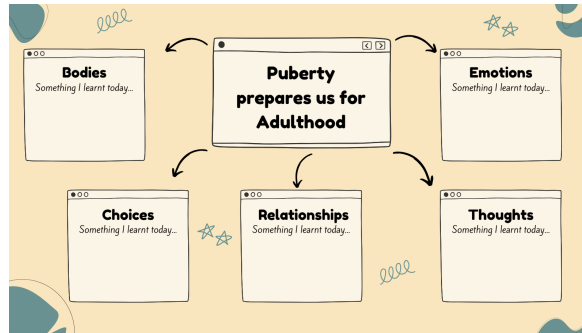 Puberty
prepares us for
Adulthood
Bodies
Something I learnt today...
Emotions
Something I learnt today...
Choices
Something I learnt today...
Relationships
Something I learnt today...
Thoughts
Something I learnt today...